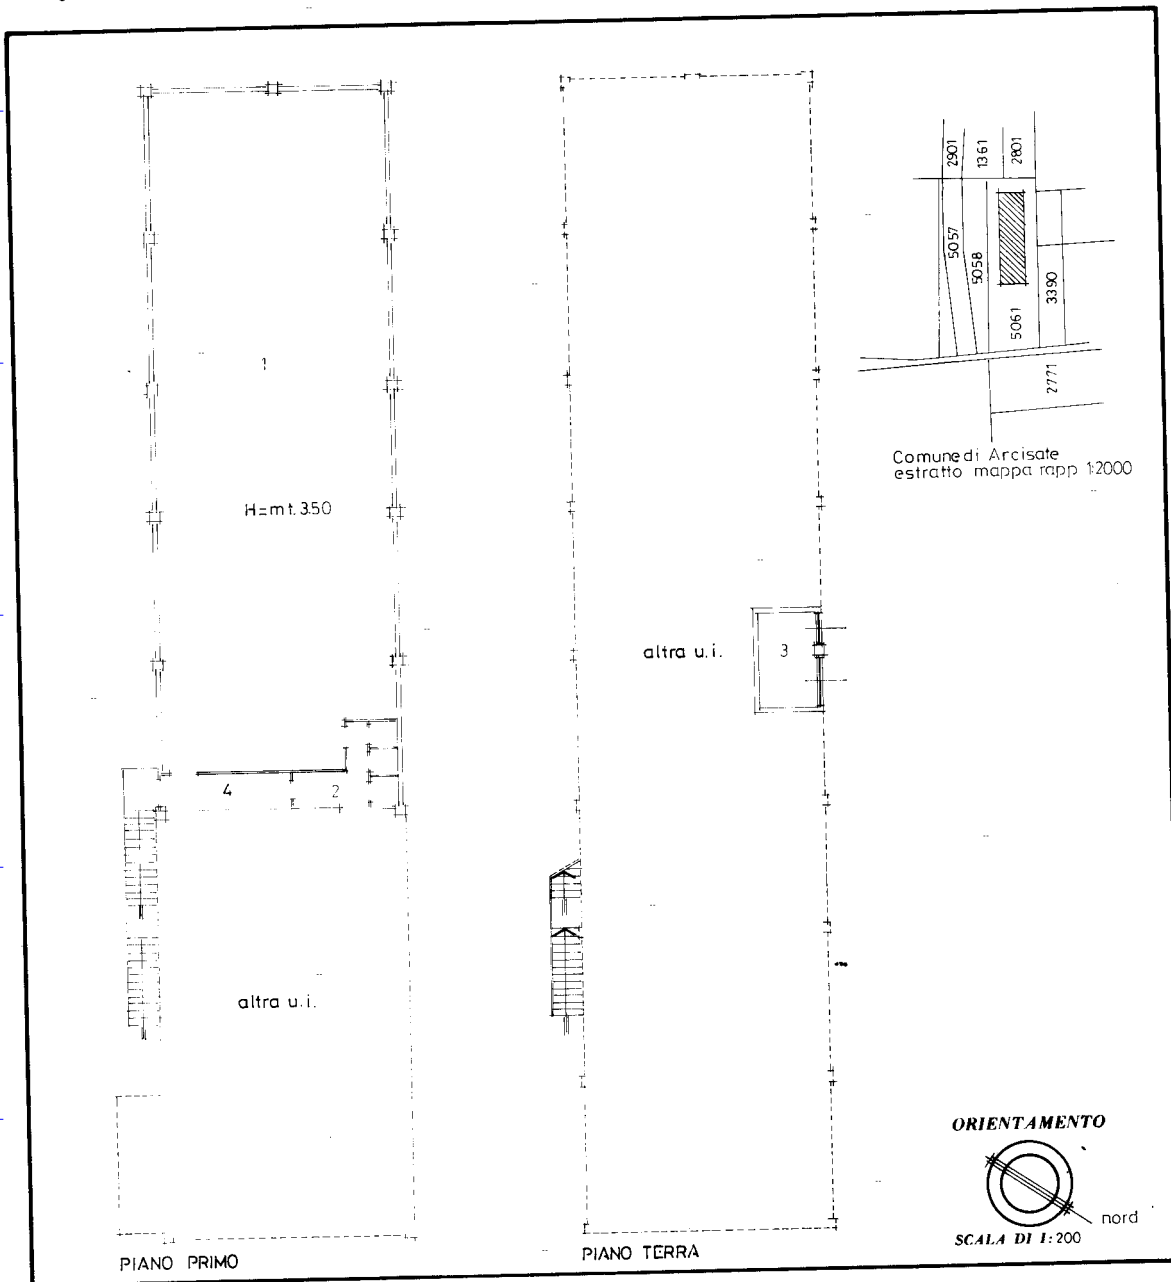 2901
1361
2801
5057
5058
5061
3390
2771
Comune di Arcisate
estratto mappa rapp 1:2000
1
H=mt.3.50
4
2
altra u.i.
PIANO PRIMO
altra u.i.
3
PIANO TERRA
ORIENTAMENTO
nord
SCALA DI 1:200